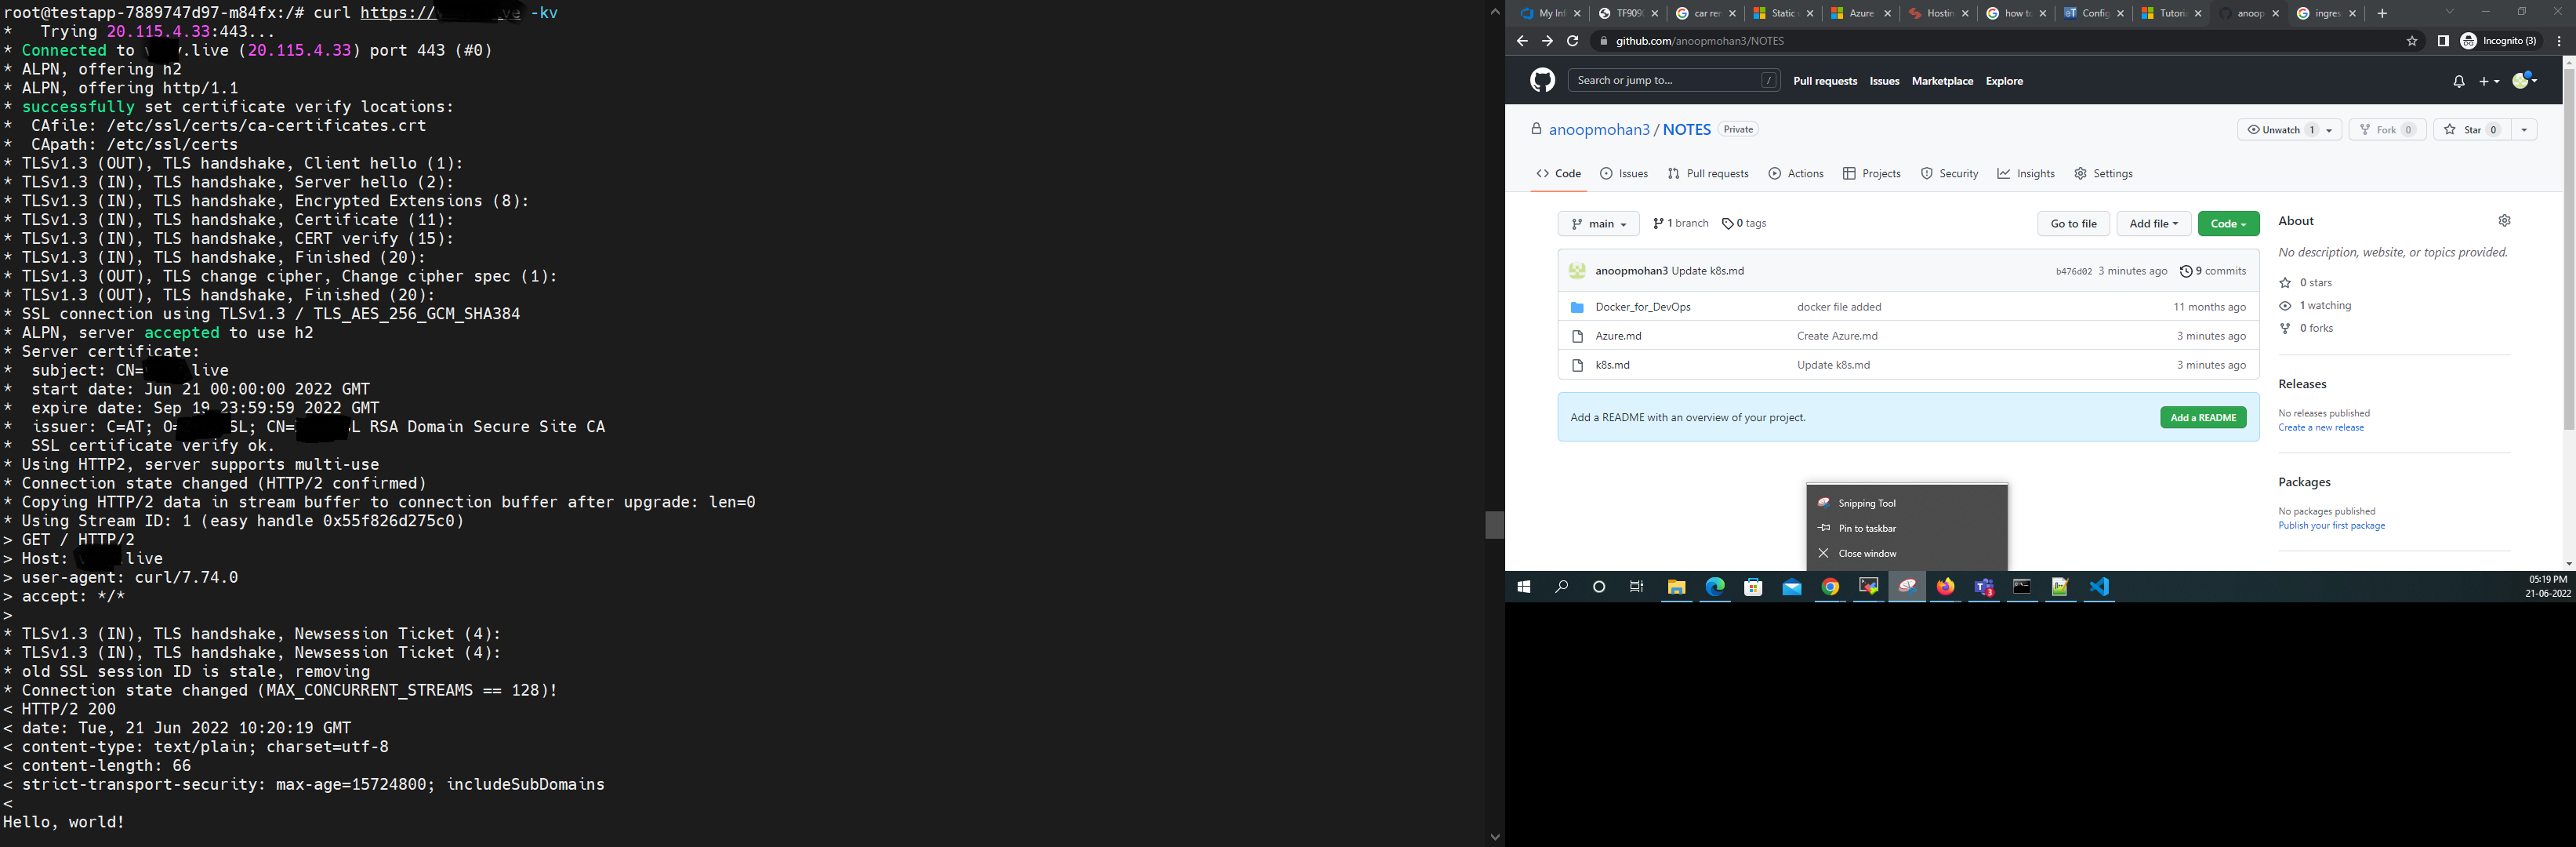 root@testapp-7889747d97-m84fx:/# curl https:// -kv
*   Trying 20.115.4.33:443...
* Connected to .live (20.115.4.33) port 443 (#0)
* ALPN, offering h2
* ALPN, offering http/1.1
* successfully set certificate verify locations:
*  CAfile: /etc/ssl/certs/ca-certificates.crt
*  CApath: /etc/ssl/certs
* TLSv1.3 (OUT), TLS handshake, Client hello (1):
* TLSv1.3 (IN), TLS handshake, Server hello (2):
* TLSv1.3 (IN), TLS handshake, Encrypted Extensions (8):
* TLSv1.3 (IN), TLS handshake, Certificate (11):
* TLSv1.3 (IN), TLS handshake, CERT verify (15):
* TLSv1.3 (IN), TLS handshake, Finished (20):
* TLSv1.3 (OUT), TLS change cipher, Change cipher spec (1):
* TLSv1.3 (OUT), TLS handshake, Finished (20):
* SSL connection using TLSv1.3 / TLS_AES_256_GCM_SHA384
* ALPN, server accepted to use h2
* Server certificate:
*  subject: CN= live
*  start date: Jun 21 00:00:00 2022 GMT
*  expire date: Sep 19 23:59:59 2022 GMT
*  issuer: C=AT; O= SL; CN= L RSA Domain Secure Site CA
*  SSL certificate verify ok.
* Using HTTP2, server supports multi-use
* Connection state changed (HTTP/2 confirmed)
* Copying HTTP/2 data in stream buffer to connection buffer after upgrade: len=0
* Using Stream ID: 1 (easy handle 0x55f826d275c0)
> GET / HTTP/2
> Host: .live
> user-agent: curl/7.74.0
> accept: */*
>
* TLSv1.3 (IN), TLS handshake, Newsession Ticket (4):
* TLSv1.3 (IN), TLS handshake, Newsession Ticket (4):
* old SSL session ID is stale, removing
* Connection state changed (MAX_CONCURRENT_STREAMS == 128)!
< HTTP/2 200
< date: Tue, 21 Jun 2022 10:20:19 GMT
< content-type: text/plain; charset=utf-8
< content-length: 66
< strict-transport-security: max-age=15724800; includeSubDomains
<
Hello, world!
My In TF909 car rer Static Azure Hostin how to Config Tutoria anoop ingres
github.com/anoopmohan3/NOTES Incognito (3)
Search or jump to... / Pull requests Issues Marketplace Explore
anoopmohan3 / NOTES Private Unwatch 1 Fork 0 Star 0
Code Issues Pull requests Actions Projects Security Insights Settings
main 1 branch 0 tags Go to file Add file Code
anoopmohan3 Update k8s.md b476d02 3 minutes ago 9 commits
Docker_for_DevOps docker file added 11 months ago
Azure.md Create Azure.md 3 minutes ago
k8s.md Update k8s.md 3 minutes ago
Add a README with an overview of your project. Add a README
About
No description, website, or topics provided.
0 stars
1 watching
0 forks
Releases
No releases published
Create a new release
Packages
No packages published
Publish your first package
Snipping Tool
Pin to taskbar
Close window
3
05:19 PM
21-06-2022